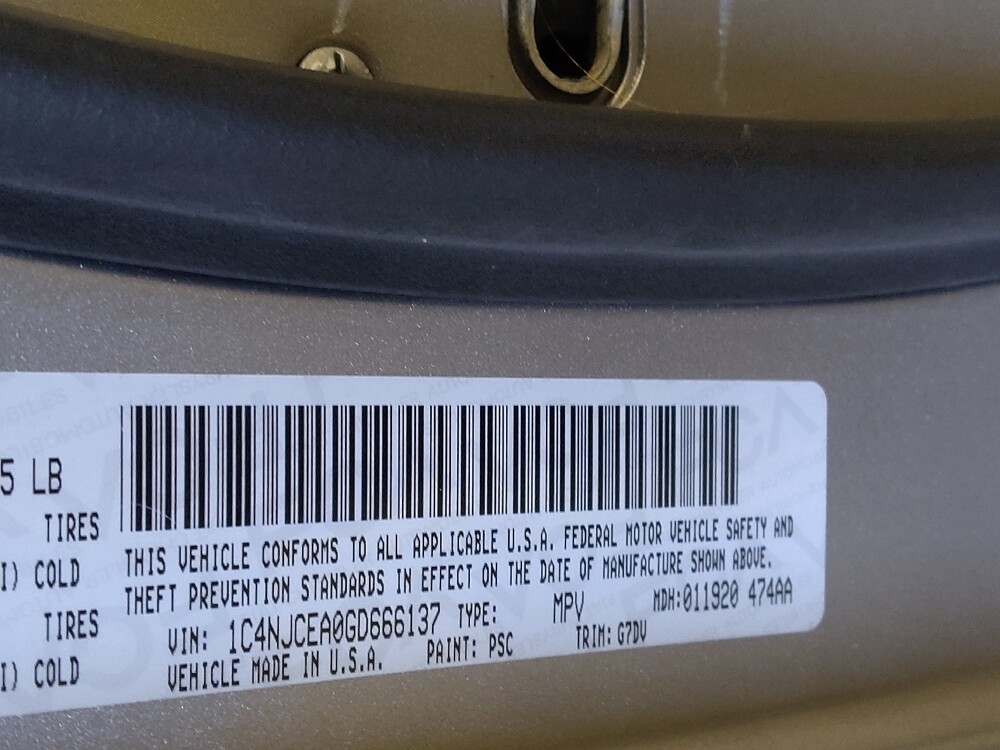 5 LB
TIRES
I) COLD
TIRES
I) COLD
THIS VEHICLE CONFORMS TO ALL APPLICABLE U.S.A. FEDERAL MOTOR VEHICLE SAFETY AND
THEFT PREVENTION STANDARDS IN EFFECT ON THE DATE OF MANUFACTURE SHOWN ABOVE.
VIN: 1C4NJCEA0GD666137 TYPE: MPV MDH:011920 474AA
VEHICLE MADE IN U.S.A. PAINT: PSC TRIM: G7DV